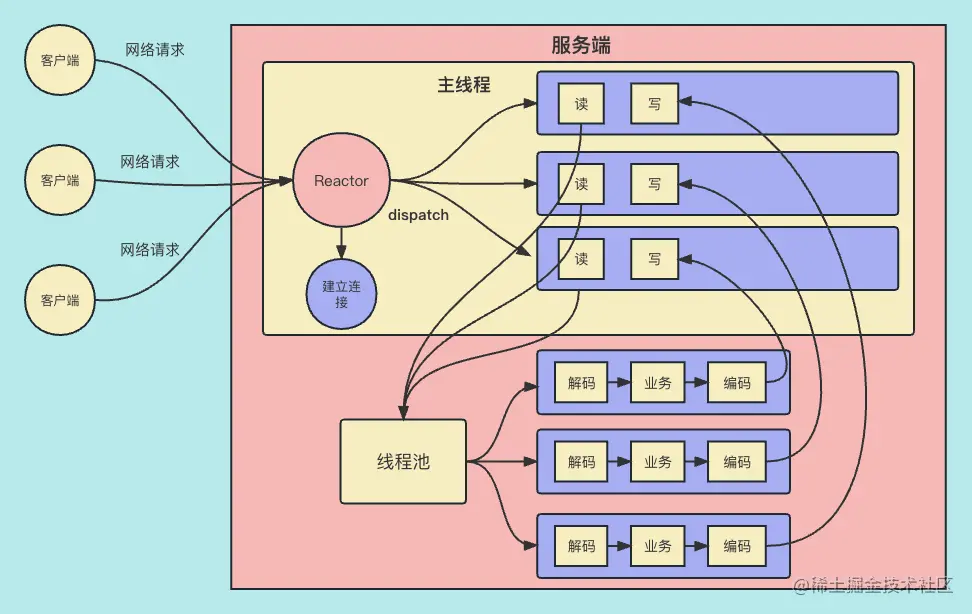 服务端
客户端
网络请求
主线程
读
写
客户端
网络请求
Reactor
dispatch
读
写
客户端
网络请求
建立连
接
读
写
线程池
解码
业务
编码
解码
业务
编码
解码
业务
编码
@稀土掘金技术社区